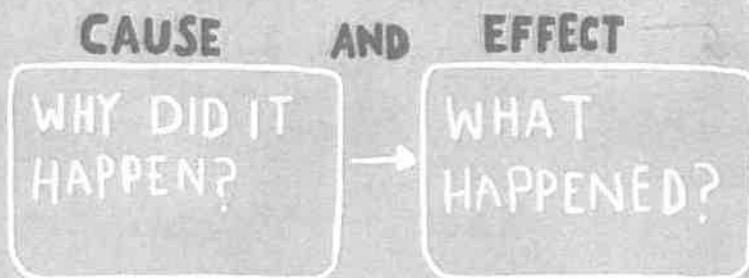 CAUSE AND EFFECT
WHY DID IT
HAPPEN?
WHAT
HAPPENED?